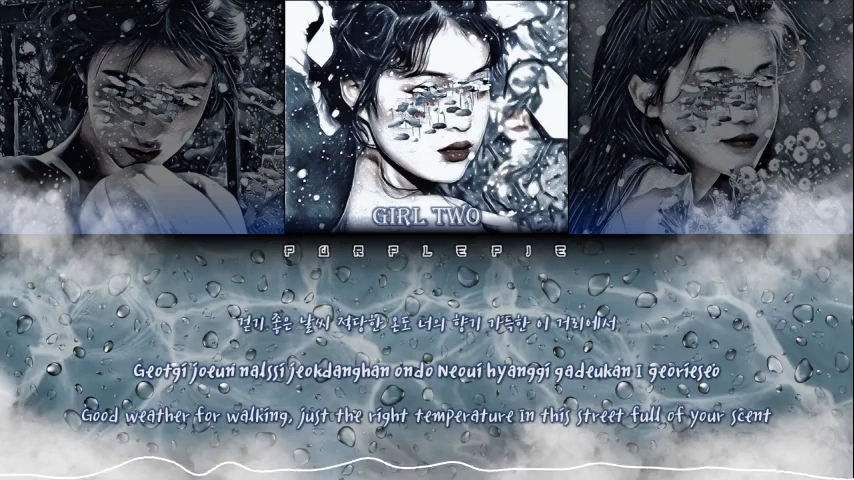 GIRL TWO
PURPLEPIE
걷기 좋은 날씨 적당한 온도 너의 향기 가득한 이 거리에서
Geotgi joeun nalssi jeokdanghan ondo Neoui hyanggi gadeukan I georieseo
Good weather for walking, just the right temperature In this street full of your scent